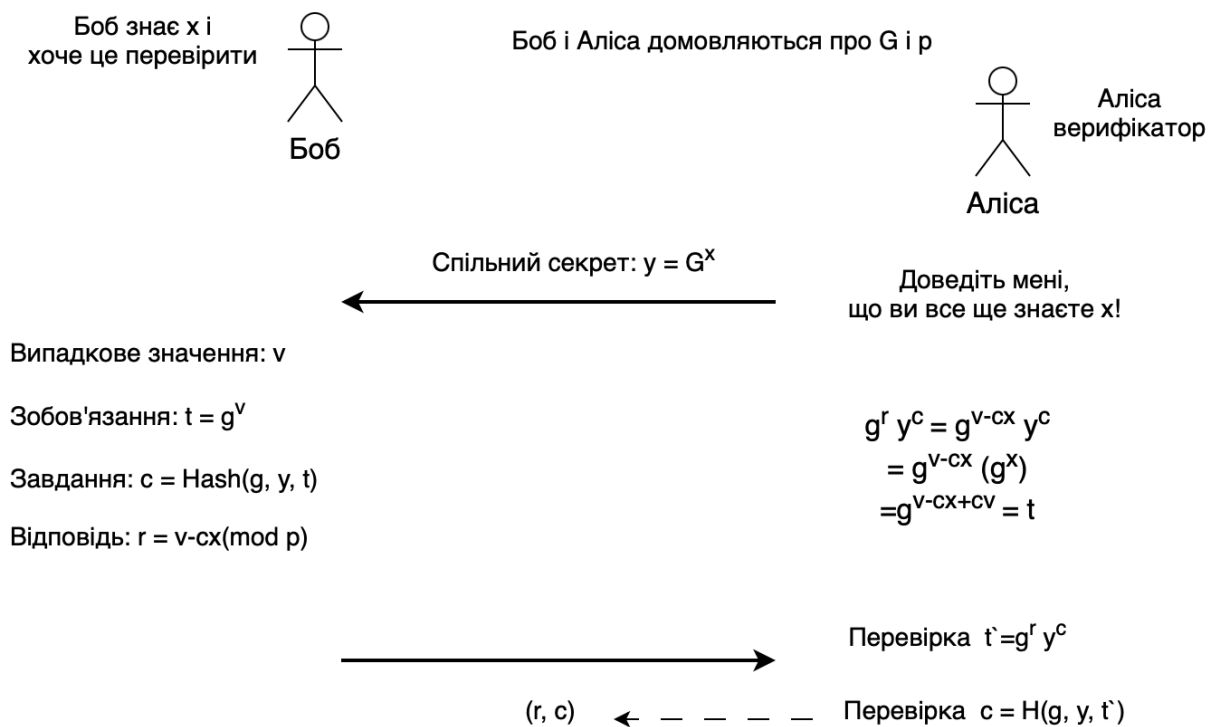 Боб знає x і
хоче це перевірити
Боб і Аліса домовляються про G і p
Аліса
верифікатор
Боб
Аліса
Спільний секрет: y = G^x
Доведіть мені,
що ви все ще знаєте x!
Випадкове значення: v
Зобов'язання: t = g^v
Завдання: c = Hash(g, y, t)
Відповідь: r = v-cx(mod p)
g^r y^c = g^{v-cx} y^c
= g^{v-cx} (g^x)
=g^{v-cx+cv} = t
Перевірка t`=g^r y^c
(r, c)
Перевірка c = H(g, y, t`)